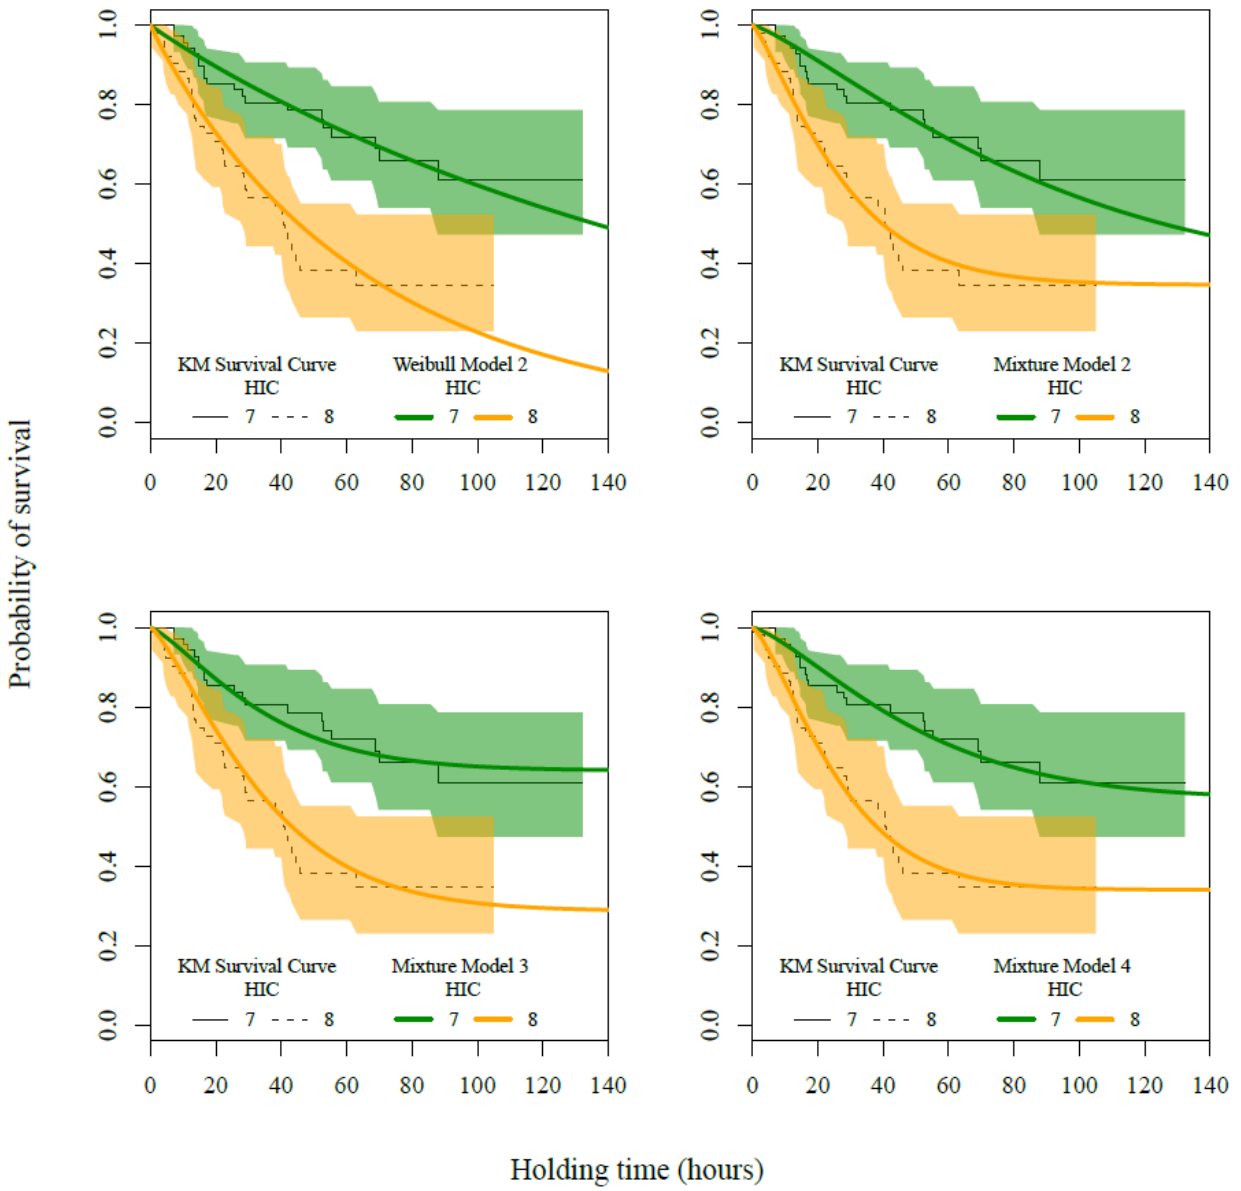 Probability of survival
1.0
0.8
0.6
0.4
0.2
0.0
KM Survival Curve Weibull Model 2
HIC HIC
7 8 7 8
0 20 40 60 80 100 120 140
1.0
0.8
0.6
0.4
0.2
0.0
KM Survival Curve Mixture Model 2
HIC HIC
7 8 7 8
0 20 40 60 80 100 120 140
1.0
0.8
0.6
0.4
0.2
0.0
KM Survival Curve Mixture Model 3
HIC HIC
7 8 7 8
0 20 40 60 80 100 120 140
1.0
0.8
0.6
0.4
0.2
0.0
KM Survival Curve Mixture Model 4
HIC HIC
7 8 7 8
0 20 40 60 80 100 120 140
Holding time (hours)